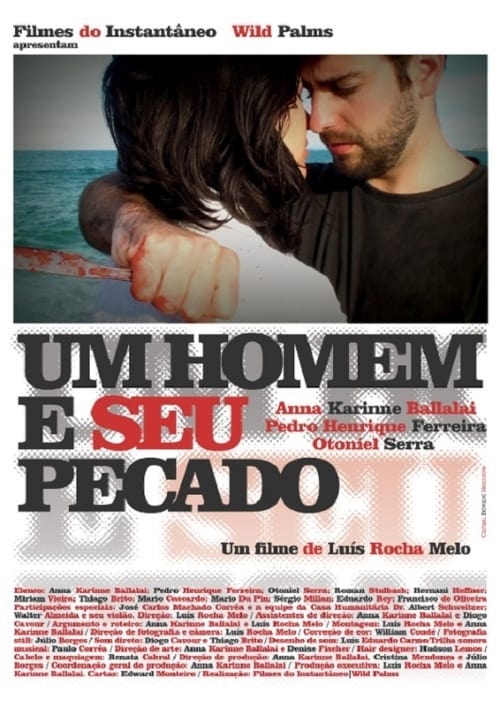 Filmes do Instantâneo Wild Palms
apresentam
UM HOMEM
E SEU
PECADO
Anna Karinne Ballalai
Pedro Henrique Ferreira
Otoniel Serra
Um filme de Luís Rocha Melo
Elenco: Anna Karinne Ballalai; Pedro Henrique Ferreira; Otoniel Serra; Roman Stulbach; Hernani Heffner;
Miriam Vieira; Thiago Brito; Mario Cascardo; Mario Da Pin; Sérgio Millan; Eduardo Rey; Francisco de Oliveira
Participações especiais: José Carlos Machado Corrêa e a equipe da Casa Humanitária Dr. Albert Schweitzer;
Walter Almeida e seu violão. Direção: Luís Rocha Melo / Assistentes de direção: Anna Karinne Ballalai e Diogo
Cavour / Argumento e roteiro: Anna Karinne Ballalai e Luís Rocha Melo / Montagem: Luís Rocha Melo e Anna
Karinne Ballalai / Direção de fotografia e câmera: Luís Rocha Melo / Correção de cor: William Condé / Fotografia
still: Júlio Borges / Som direto: Diogo Cavour e Thiago Brito / Desenho de som: Luís Eduardo Carmo/Trilha sonora
musical: Paulo Corrêa / Direção de arte: Anna Karinne Ballalai e Denise Fischer / Hair designer: Hudson Lemos /
Cabelo e maquiagem: Renata Cabral / Direção de produção: Anna Karinne Ballalai, Cristina Mendonça e Júlio
Borges / Coordenação geral de produção: Anna Karinne Ballalai / Produção executiva: Luís Rocha Melo e Anna
Karinne Ballalai. Cartaz: Edward Monteiro / Realização: Filmes do Instantâneo|Wild Palms
Cartaz: Edward Monteiro